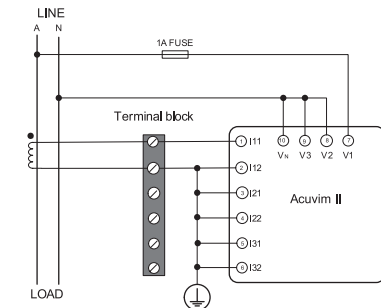 LINE
A N
1A FUSE
Terminal block
1 I11
2 I12
3 I21
4 I22
5 I31
6 I32
10 9 8 7
VN V3 V2 V1
Acuvim II
LOAD